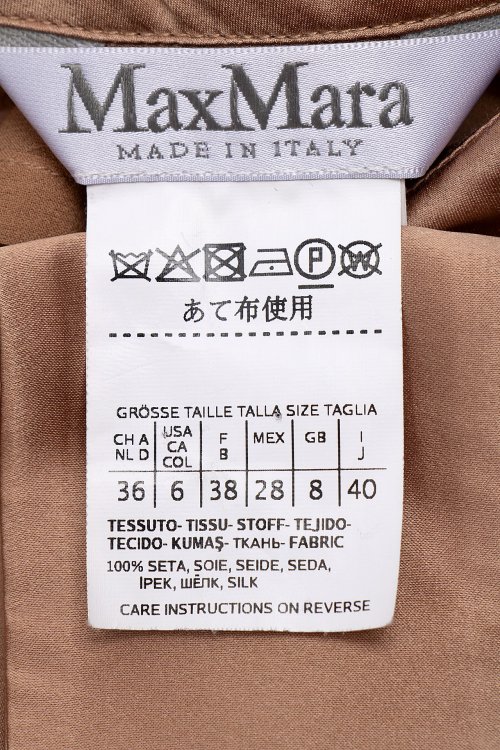 MaxMara
MADE IN ITALY
P W
あて布使用
GRÖSSE TAILLE TALLA SIZE TAGLIA
CH A NL D USA CA COL F B MEX GB I J
36 6 38 28 8 40
TESSUTO- TISSU- STOFF- TEJIDO-
TECIDO- KUMAŞ- ТКАНЬ- FABRIC
100% SETA, SOIE, SEIDE, SEDA,
İPEK, ШЁЛК, SILK
CARE INSTRUCTIONS ON REVERSE